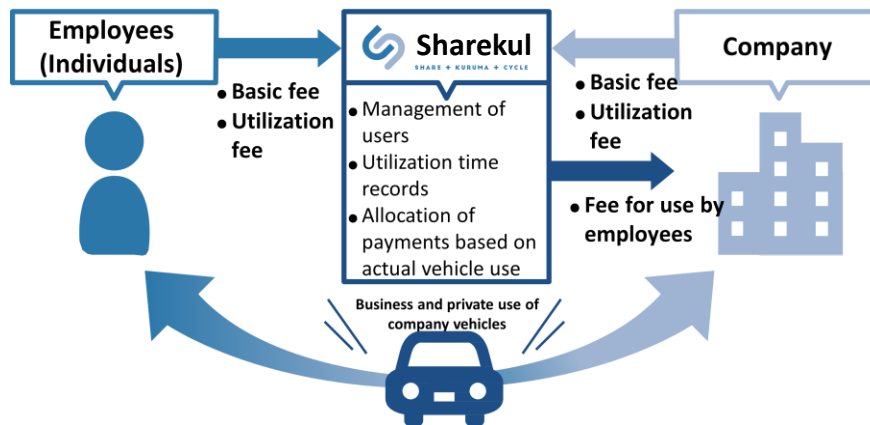 Employees
(Individuals)
Sharekul
SHARE + KURUMA + CYCLE
Company
● Basic fee
● Utilization
fee
● Management of
users
● Utilization time
records
● Allocation of
payments based on
actual vehicle use
● Basic fee
● Utilization
fee
● Fee for use by
employees
Business and private use of
company vehicles